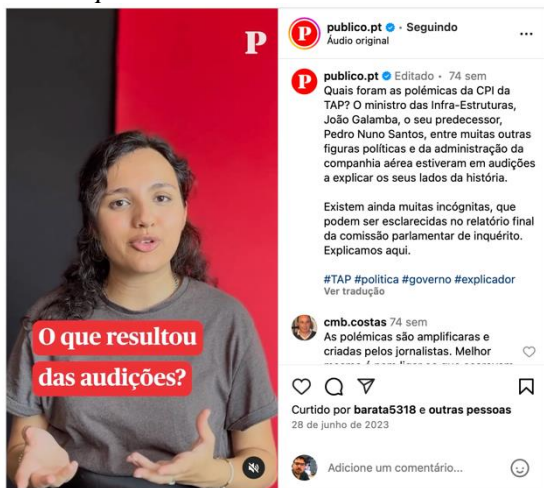 P
O que resultou
das audições?
P
publico.pt • Seguindo
Áudio original
...
P
publico.pt Editado • 74 sem
Quais foram as polémicas da CPI da
TAP? O ministro das Infra-Estruturas,
João Galamba, o seu predecessor,
Pedro Nuno Santos, entre muitas outras
figuras políticas e da administração da
companhia aérea estiveram em audições
a explicar os seus lados da história.
Existem ainda muitas incógnitas, que
podem ser esclarecidas no relatório final
da comissão parlamentar de inquérito.
Explicamos aqui.
#TAP #politica #governo #explicador
Ver tradução
cmb.costas 74 sem
As polémicas são amplificaras e
criadas pelos jornalistas. Melhor
Curtido por barata5318 e outras pessoas
28 de junho de 2023
Adicione um comentário...